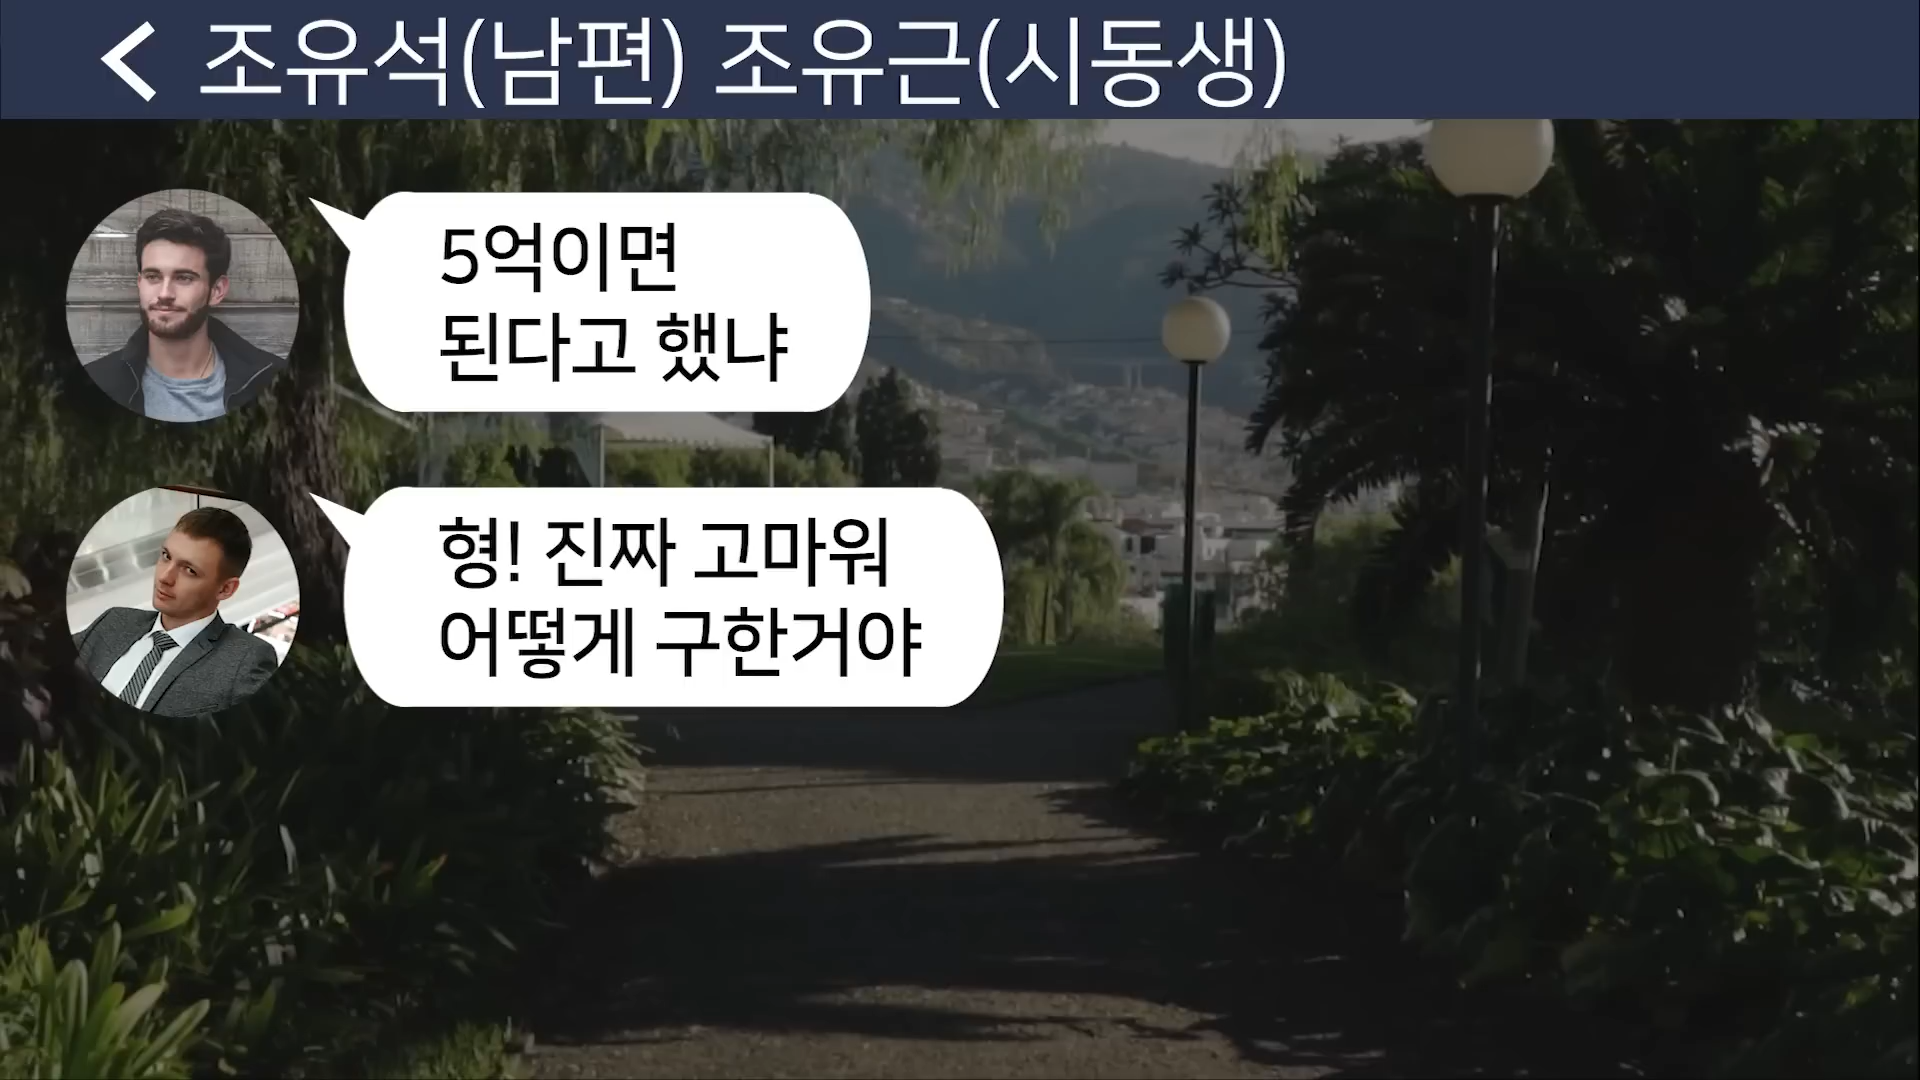 조유석(남편) 조유근(시동생)
5억이면
된다고 했냐
형! 진짜 고마워
어떻게 구한거야